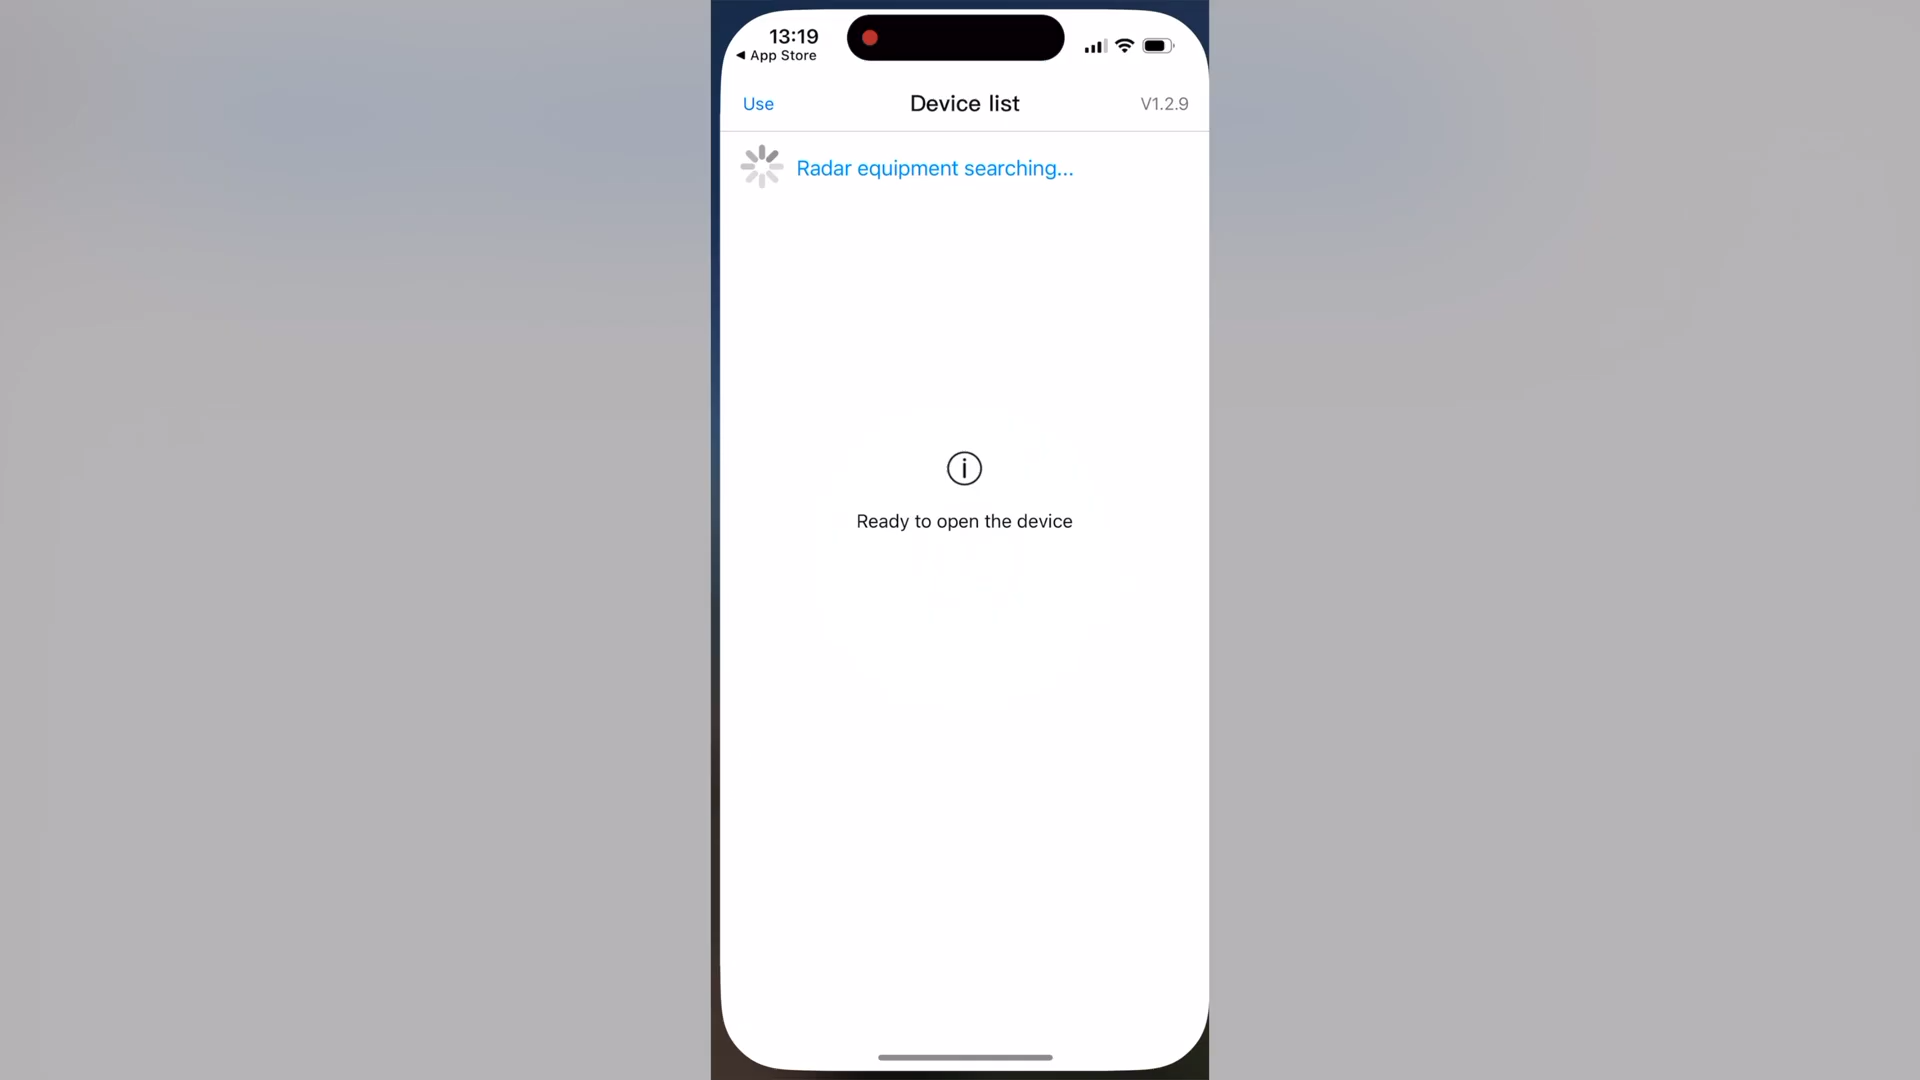 13:19
◀ App Store
Use
Device list
V1.2.9
Radar equipment searching...
Ready to open the device